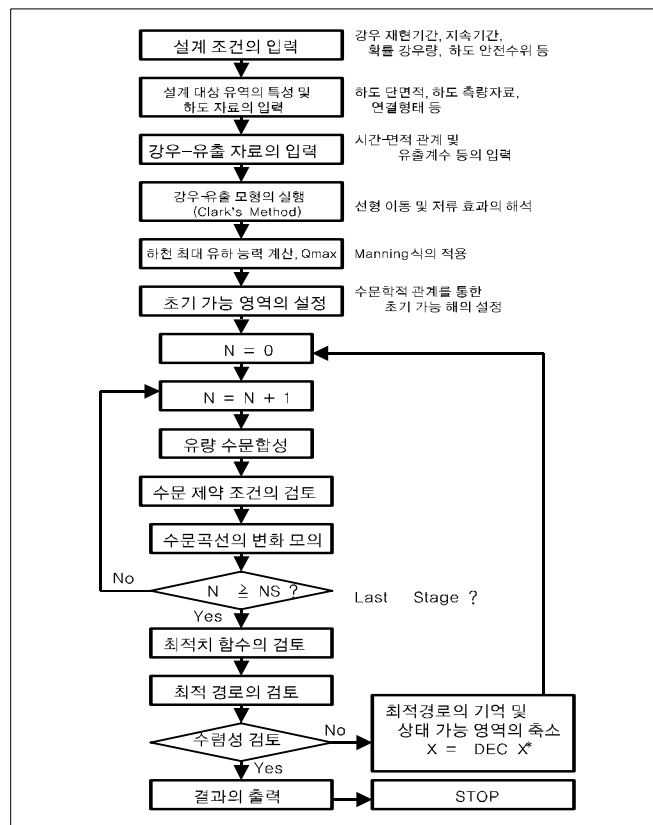 설계 조건의 입력
강우 재현기간, 지속기간,
확률 강우량, 하도 안전수위 등
설계 대상 유역의 특성 및
하도 자료의 입력
하도 단면적, 하도 측량자료,
연결형태 등
강우-유출 자료의 입력
시간-면적 관계 및
유출계수 등의 입력
강우-유출 모형의 실행
(Clark's Method)
선형 이동 및 저류 효과의 해석
하천 최대 유하 능력 계산, Qmax
Manning식의 적용
초기 가능 영역의 설정
수문학적 관계를 통한
초기 가능 해의 설정
N = 0
N = N + 1
유량 수문합성
수문 제약 조건의 검토
수문곡선의 변화 모의
No
N ≧ NS ?
Last Stage ?
Yes
최적치 함수의 검토
최적 경로의 검토
최적경로의 기억 및
상태 가능 영역의 축소
X = DEC X*
수렴성 검토
No
Yes
결과의 출력
STOP